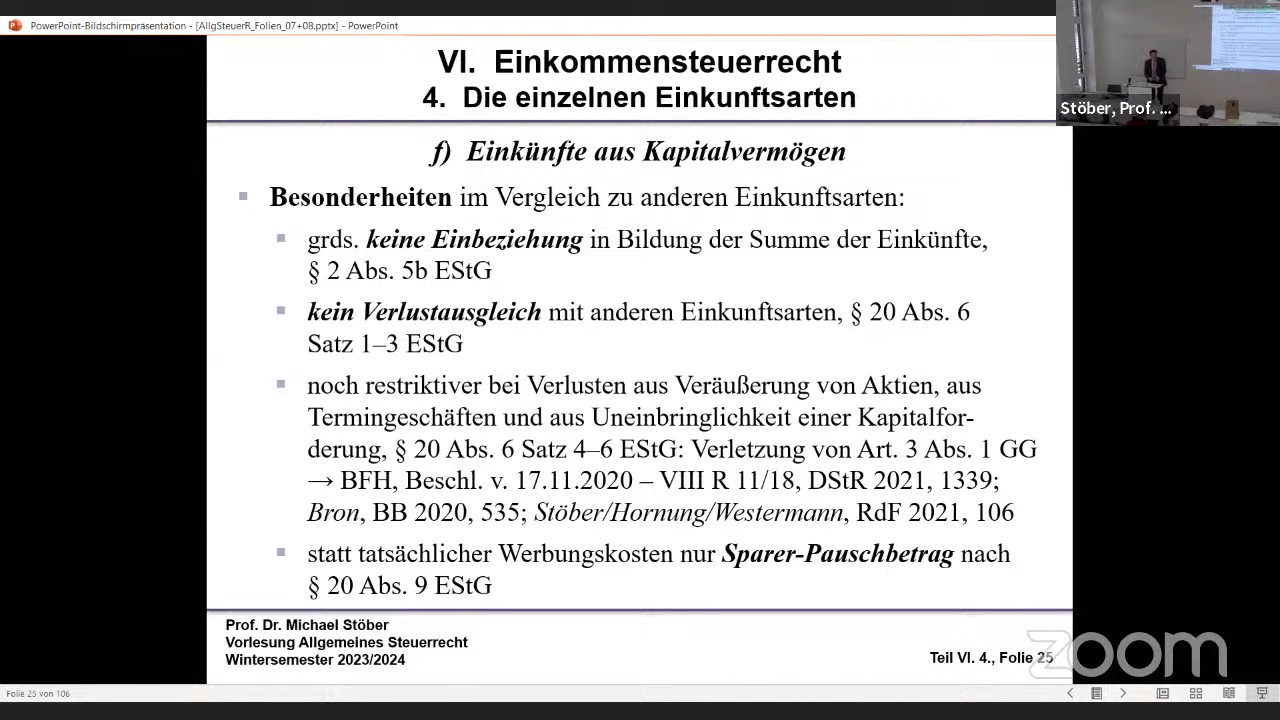 PowerPoint-Bildschirmpräsentation - [AllgSteuerR_Folien_07+08.pptx] - PowerPoint
Stöber, Prof. ...
VI. Einkommensteuerrecht
4. Die einzelnen Einkunftsarten
f) Einkünfte aus Kapitalvermögen
Besonderheiten im Vergleich zu anderen Einkunftsarten:
grds. keine Einbeziehung in Bildung der Summe der Einkünfte,
§ 2 Abs. 5b EStG
kein Verlustausgleich mit anderen Einkunftsarten, § 20 Abs. 6
Satz 1–3 EStG
noch restriktiver bei Verlusten aus Veräußerung von Aktien, aus
Termingeschäften und aus Uneinbringlichkeit einer Kapitalfor-
derung, § 20 Abs. 6 Satz 4–6 EStG: Verletzung von Art. 3 Abs. 1 GG
→ BFH, Beschl. v. 17.11.2020 – VIII R 11/18, DStR 2021, 1339;
Bron, BB 2020, 535; Stöber/Hornung/Westermann, RdF 2021, 106
statt tatsächlicher Werbungskosten nur Sparer-Pauschbetrag nach
§ 20 Abs. 9 EStG
Prof. Dr. Michael Stöber
Vorlesung Allgemeines Steuerrecht
Wintersemester 2023/2024
Teil VI. 4., Folie 25
zoom
Folie 25 von 106